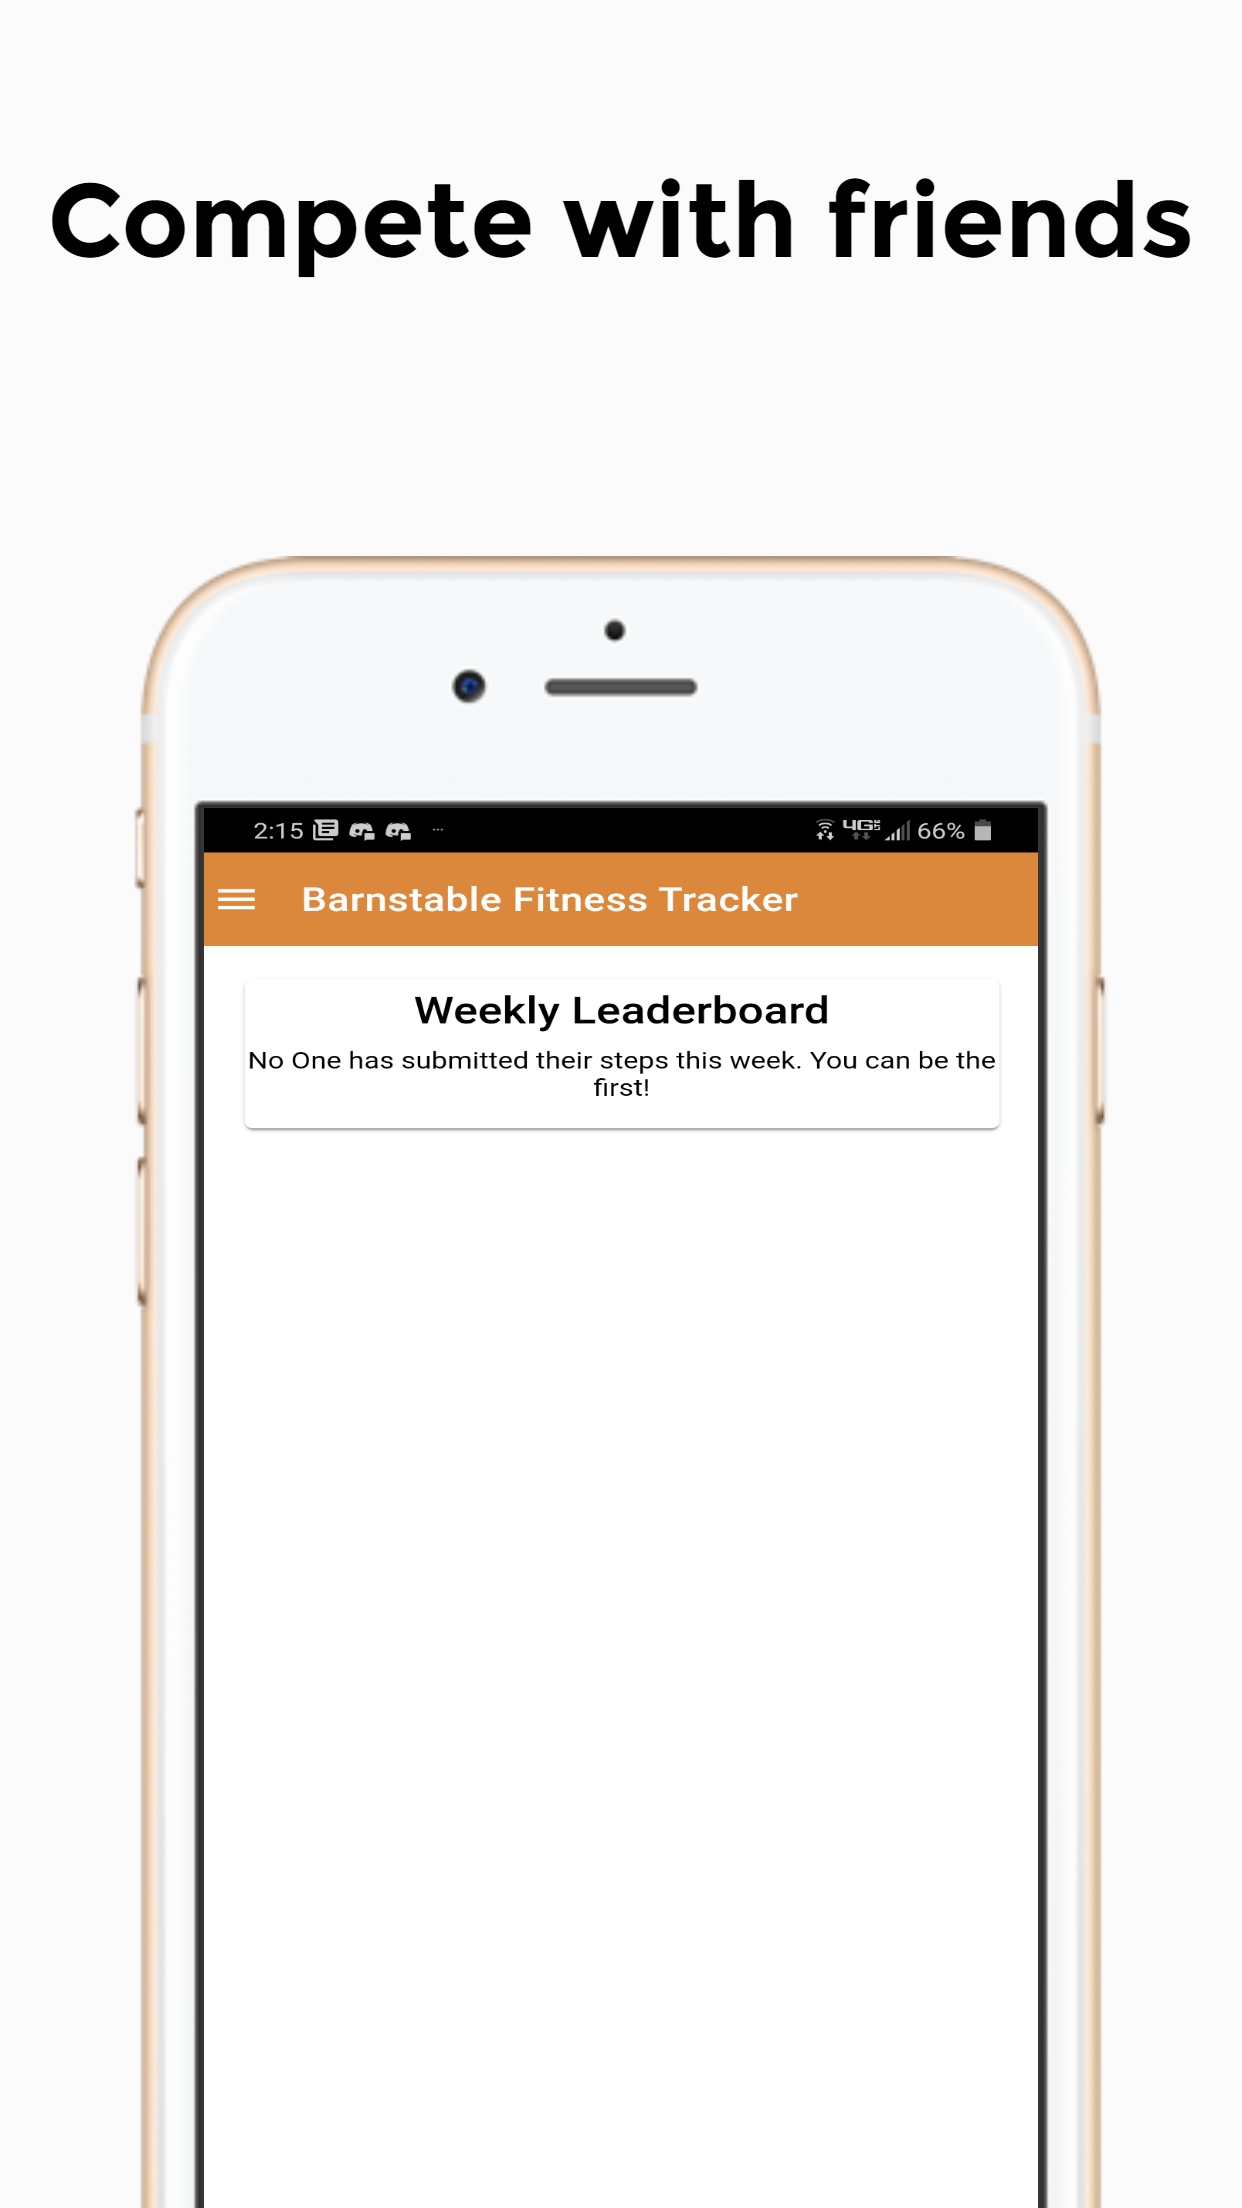 Compete with friends
2:15 66%
Barnstable Fitness Tracker
Weekly Leaderboard
No One has submitted their steps this week. You can be the
first!